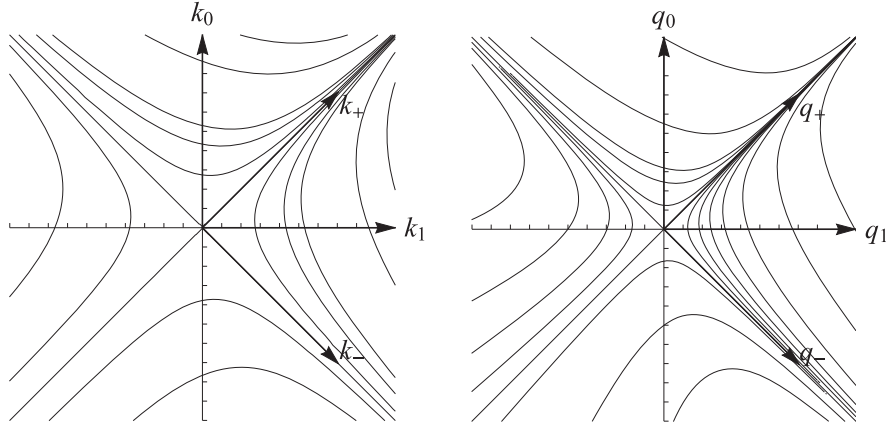 k₀
k₊
k₁
k₋
q₀
q₊
q₁
q₋